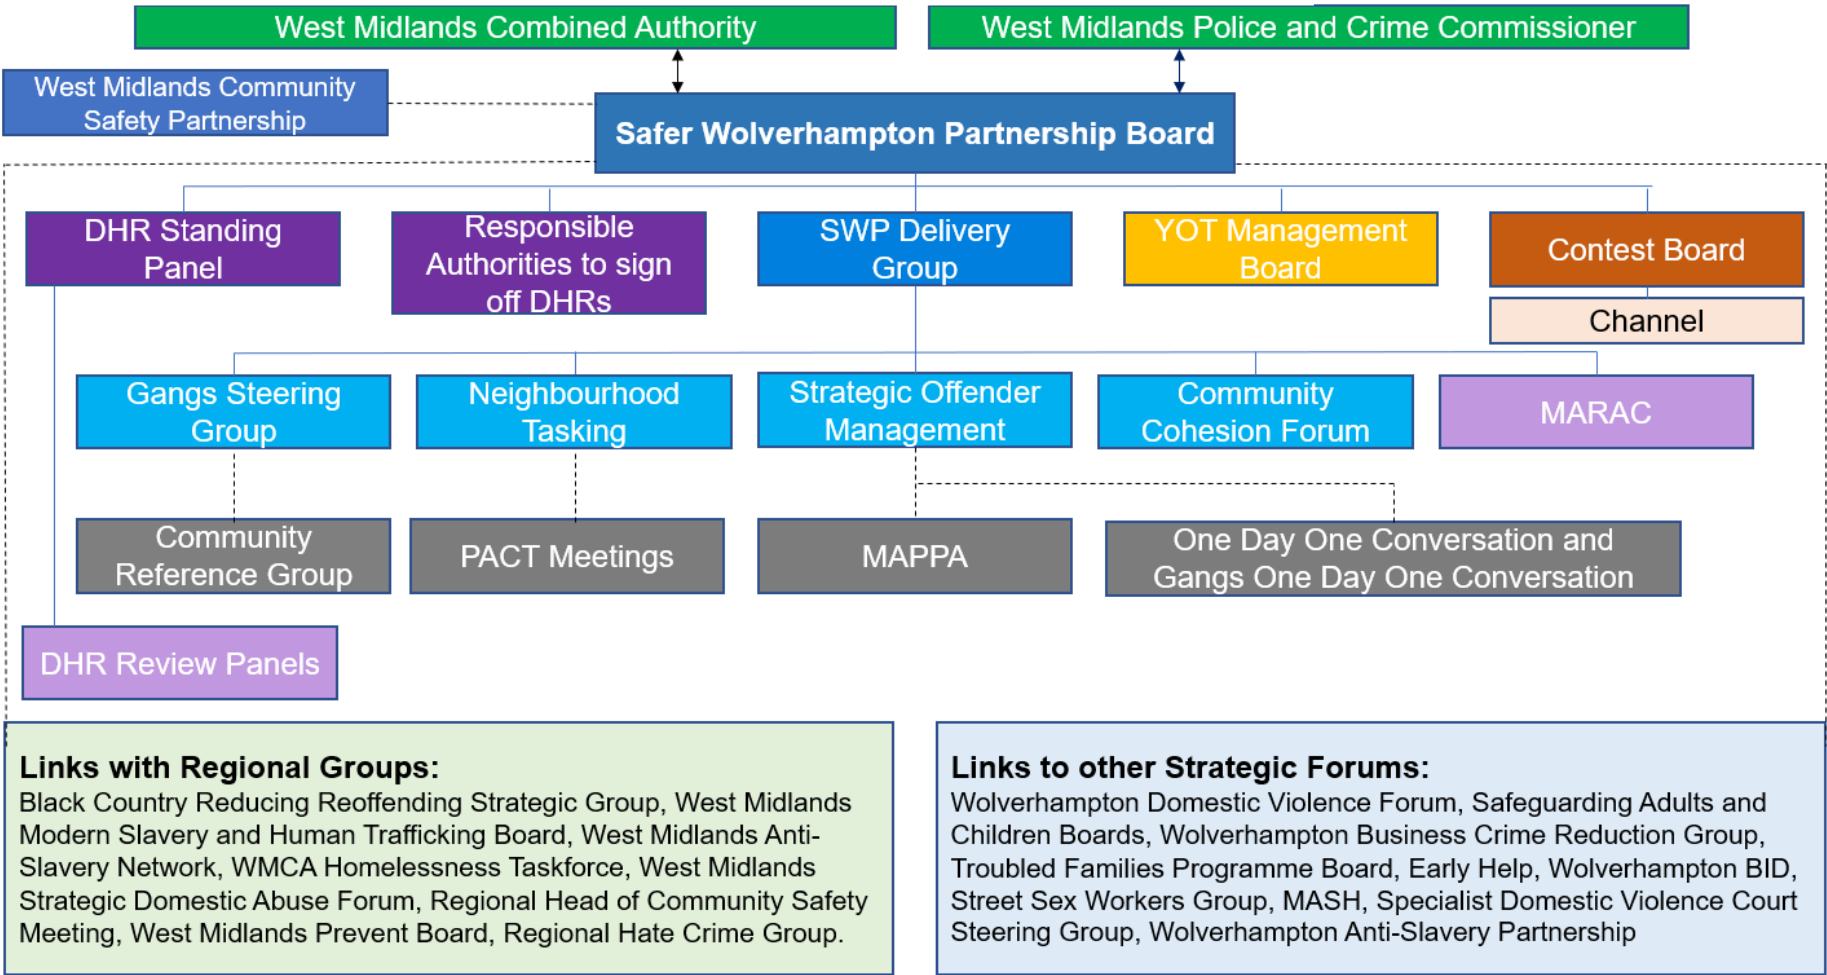 West Midlands Combined Authority
West Midlands Police and Crime Commissioner
West Midlands Community
Safety Partnership
Safer Wolverhampton Partnership Board
DHR Standing
Panel
Responsible
Authorities to sign
off DHRs
SWP Delivery
Group
YOT Management
Board
Contest Board
Channel
Gangs Steering
Group
Neighbourhood
Tasking
Strategic Offender
Management
Community
Cohesion Forum
MARAC
Community
Reference Group
PACT Meetings
MAPPA
One Day One Conversation and
Gangs One Day One Conversation
DHR Review Panels
Links with Regional Groups:
Black Country Reducing Reoffending Strategic Group, West Midlands
Modern Slavery and Human Trafficking Board, West Midlands Anti-
Slavery Network, WMCA Homelessness Taskforce, West Midlands
Strategic Domestic Abuse Forum, Regional Head of Community Safety
Meeting, West Midlands Prevent Board, Regional Hate Crime Group.
Links to other Strategic Forums:
Wolverhampton Domestic Violence Forum, Safeguarding Adults and
Children Boards, Wolverhampton Business Crime Reduction Group,
Troubled Families Programme Board, Early Help, Wolverhampton BID,
Street Sex Workers Group, MASH, Specialist Domestic Violence Court
Steering Group, Wolverhampton Anti-Slavery Partnership